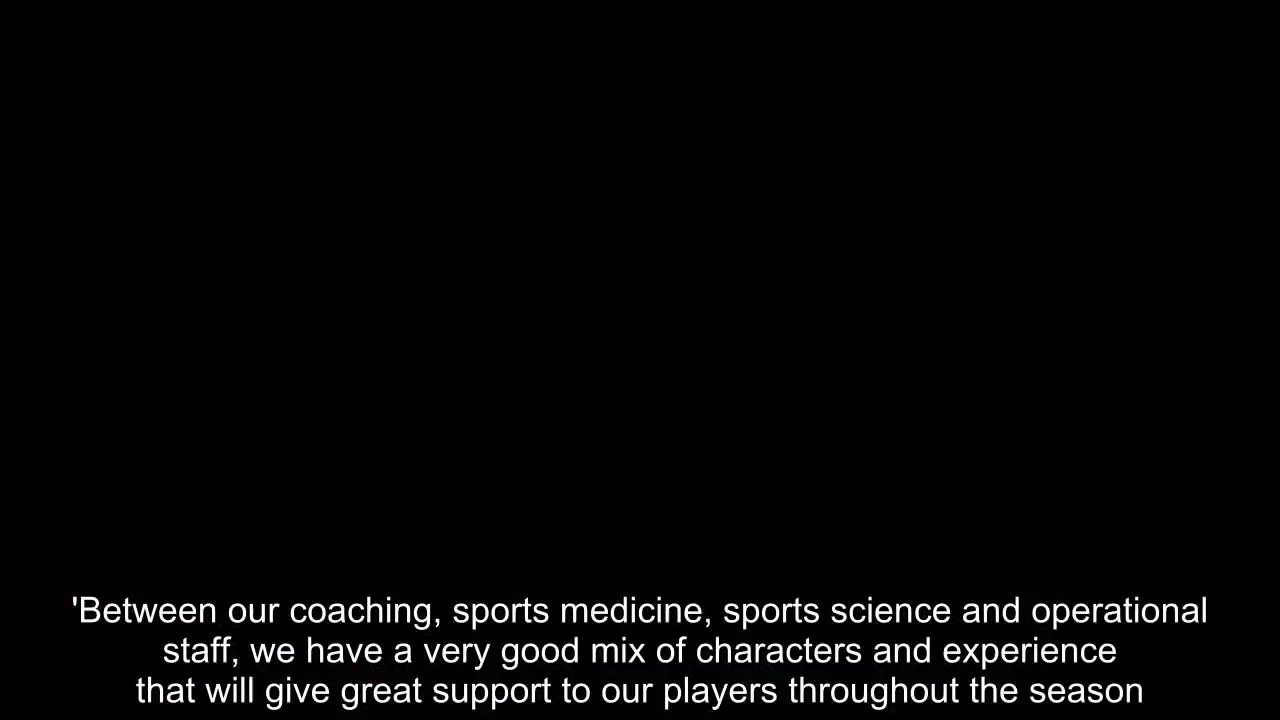 'Between our coaching, sports medicine, sports science and operational
staff, we have a very good mix of characters and experience
that will give great support to our players throughout the season